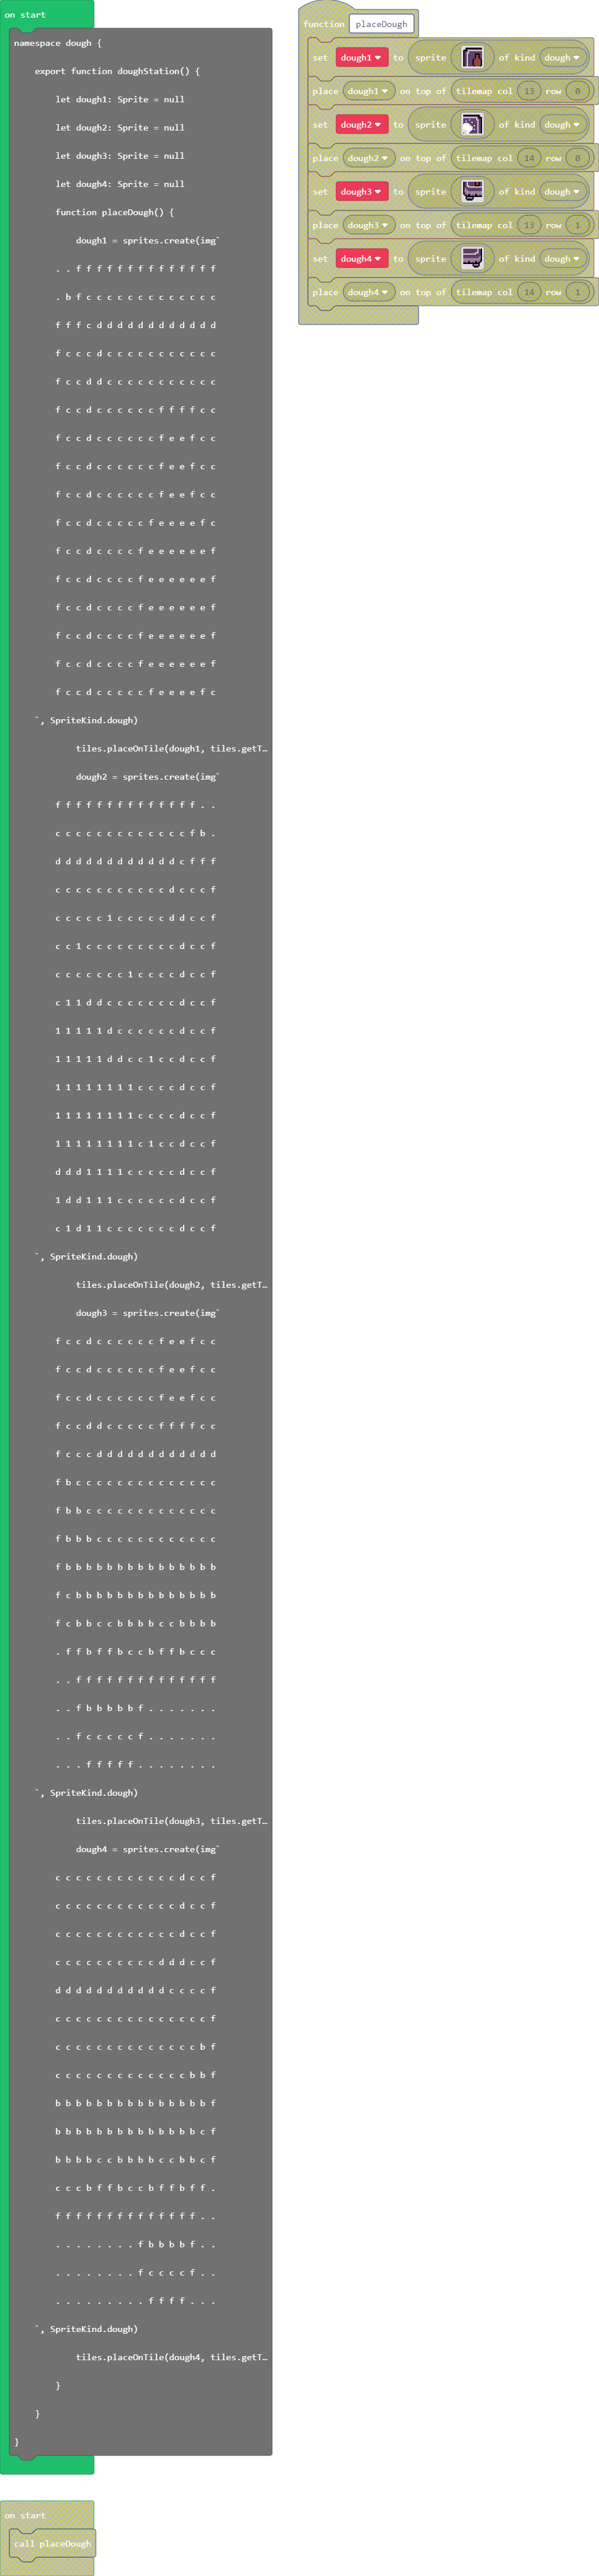 on start
namespace dough {
export function doughStation() {
let dough1: Sprite = null
let dough2: Sprite = null
let dough3: Sprite = null
let dough4: Sprite = null
function placeDough() {
dough1 = sprites.create(img`
. . f f f f f f f f f f f f f f
. b f c c c c c c c c c c c c c
f f f c d d d d d d d d d d d d
f c c c d c c c c c c c c c c c
f c c d d c c c c c c c c c c c
f c c d c c c c c c f f f f c c
f c c d c c c c c c f e e f c c
f c c d c c c c c c f e e f c c
f c c d c c c c c c f e e f c c
f c c d c c c c c f e e e e f c
f c c d c c c c f e e e e e e f
f c c d c c c c f e e e e e e f
f c c d c c c c f e e e e e e f
f c c d c c c c f e e e e e e f
f c c d c c c c f e e e e e e f
f c c d c c c c c f e e e e f c
`, SpriteKind.dough)
tiles.placeOnTile(dough1, tiles.getT…
dough2 = sprites.create(img`
f f f f f f f f f f f f f f . .
c c c c c c c c c c c c c f b .
d d d d d d d d d d d d c f f f
c c c c c c c c c c c d c c c f
c c c c c 1 c c c c c d d c c f
c c 1 c c c c c c c c c d c c f
c c c c c c c 1 c c c c d c c f
c 1 1 d d c c c c c c c d c c f
1 1 1 1 1 d c c c c c c d c c f
1 1 1 1 1 d d c c 1 c c d c c f
1 1 1 1 1 1 1 1 c c c c d c c f
1 1 1 1 1 1 1 1 c c c c d c c f
1 1 1 1 1 1 1 1 c 1 c c d c c f
d d d 1 1 1 1 c c c c c d c c f
1 d d 1 1 1 c c c c c c d c c f
c 1 d 1 1 c c c c c c c d c c f
`, SpriteKind.dough)
tiles.placeOnTile(dough2, tiles.getT…
dough3 = sprites.create(img`
f c c d c c c c c c f e e f c c
f c c d c c c c c c f e e f c c
f c c d c c c c c c f e e f c c
f c c d d c c c c c f f f f c c
f c c c d d d d d d d d d d d d
f b c c c c c c c c c c c c c c
f b b c c c c c c c c c c c c c
f b b b c c c c c c c c c c c c
f b b b b b b b b b b b b b b b
f c b b b b b b b b b b b b b b
f c b b c c b b b b c c b b b b
. f f b f f b c c b f f b c c c
. . f f f f f f f f f f f f f f
. . f b b b b b f . . . . . . .
. . f c c c c c f . . . . . . .
. . . f f f f f . . . . . . . .
`, SpriteKind.dough)
tiles.placeOnTile(dough3, tiles.getT…
dough4 = sprites.create(img`
c c c c c c c c c c c c d c c f
c c c c c c c c c c c c d c c f
c c c c c c c c c c c c d c c f
c c c c c c c c c c d d d c c f
d d d d d d d d d d d c c c c f
c c c c c c c c c c c c c c c f
c c c c c c c c c c c c c c b f
c c c c c c c c c c c c c b b f
b b b b b b b b b b b b b b b f
b b b b b b b b b b b b b b c f
b b b b c c b b b b c c b b c f
c c c b f f b c c b f f b f f .
f f f f f f f f f f f f f f . .
. . . . . . . . f b b b b f . .
. . . . . . . . f c c c c f . .
. . . . . . . . . f f f f . . .
`, SpriteKind.dough)
tiles.placeOnTile(dough4, tiles.getT…
}
}
}
on start
call placeDough
function placeDough
set dough1 to sprite of kind dough
place dough1 on top of tilemap col 13 row 0
set dough2 to sprite of kind dough
place dough2 on top of tilemap col 14 row 0
set dough3 to sprite of kind dough
place dough3 on top of tilemap col 13 row 1
set dough4 to sprite of kind dough
place dough4 on top of tilemap col 14 row 1